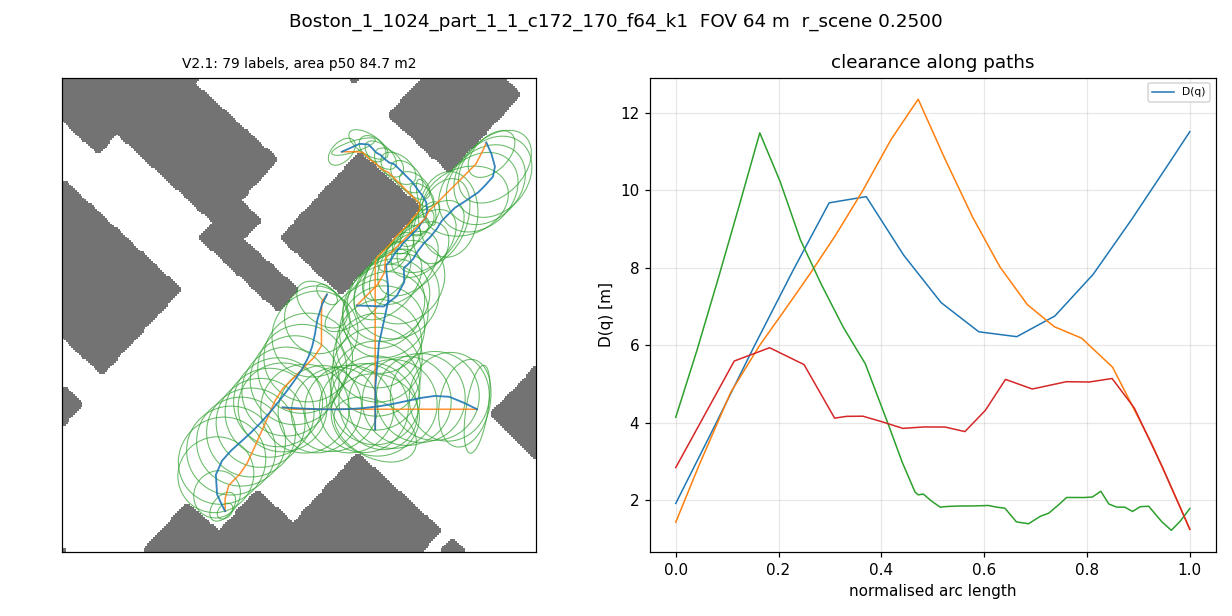 Boston_1_1024_part_1_1_c172_170_f64_k1 FOV 64 m r_scene 0.2500
V2.1: 79 labels, area p50 84.7 m2
clearance along paths
D(q)
12
10
8
6
4
2
D(q) [m]
0.0 0.2 0.4 0.6 0.8 1.0
normalised arc length